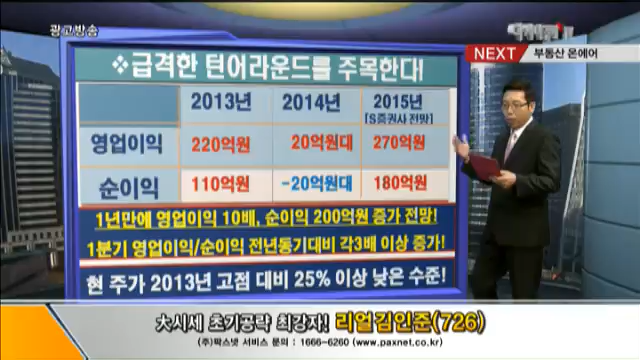 광고방송
NEXT 부동산 온에어
❖급격한 턴어라운드를 주목한다!
2013년 2014년 2015년
[S증권사 전망]
영업이익 220억원 20억원대 270억원
순이익 110억원 -20억원대 180억원
1년만에 영업이익 10배, 순이익 200억원 증가 전망!
1분기 영업이익/순이익 전년동기대비 각3배 이상 증가!
현 주가 2013년 고점 대비 25% 이상 낮은 수준!
大시세 초기공략 최강자! 리얼김인준(726)
(주)팍스넷 서비스 문의 : 1666-6260 (www.paxnet.co.kr)